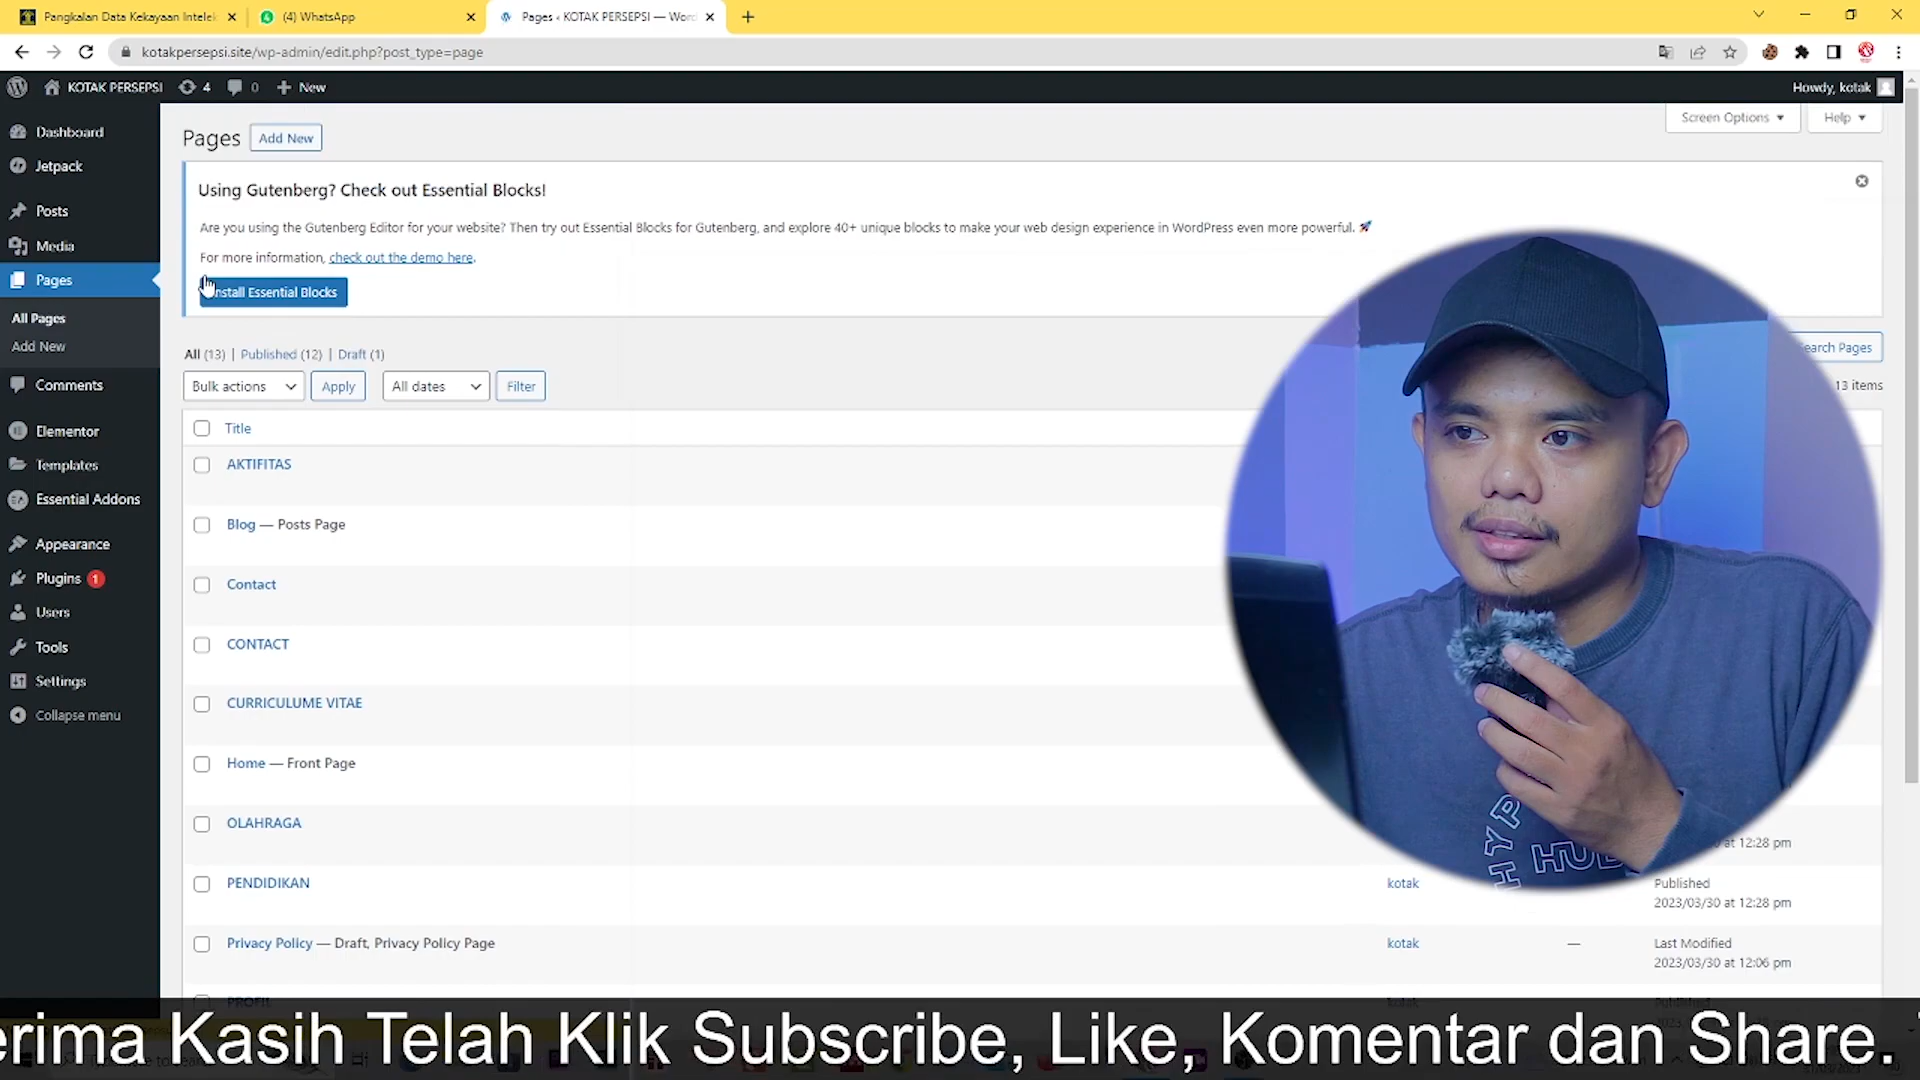 Pangkalan Data Kekayaan Intelek
(4) WhatsApp
Pages ‹ KOTAK PERSEPSI — Word
kotakpersepsi.site/wp-admin/edit.php?post_type=page
KOTAK PERSEPSI
4
0
New
Howdy, kotak
Screen Options
Help
Dashboard
Jetpack
Posts
Media
Pages
All Pages
Add New
Comments
Elementor
Templates
Essential Addons
Appearance
Plugins 1
Users
Tools
Settings
Collapse menu
Pages
Add New
Using Gutenberg? Check out Essential Blocks!
Are you using the Gutenberg Editor for your website? Then try out Essential Blocks for Gutenberg, and explore 40+ unique blocks to make your web design experience in WordPress even more powerful. 🚀
For more information, check out the demo here.
Install Essential Blocks
All (13) | Published (12) | Draft (1)
Search Pages
Bulk actions
Apply
All dates
Filter
13 items
Title
AKTIFITAS
Blog — Posts Page
Contact
CONTACT
CURRICULUME VITAE
Home — Front Page
OLAHRAGA
at 12:28 pm
PENDIDIKAN
kotak
Published
2023/03/30 at 12:28 pm
Privacy Policy — Draft, Privacy Policy Page
kotak
—
Last Modified
2023/03/30 at 12:06 pm
PROFIL
kotak
Published
HYP
HUB
erima Kasih Telah Klik Subscribe, Like, Komentar dan Share.